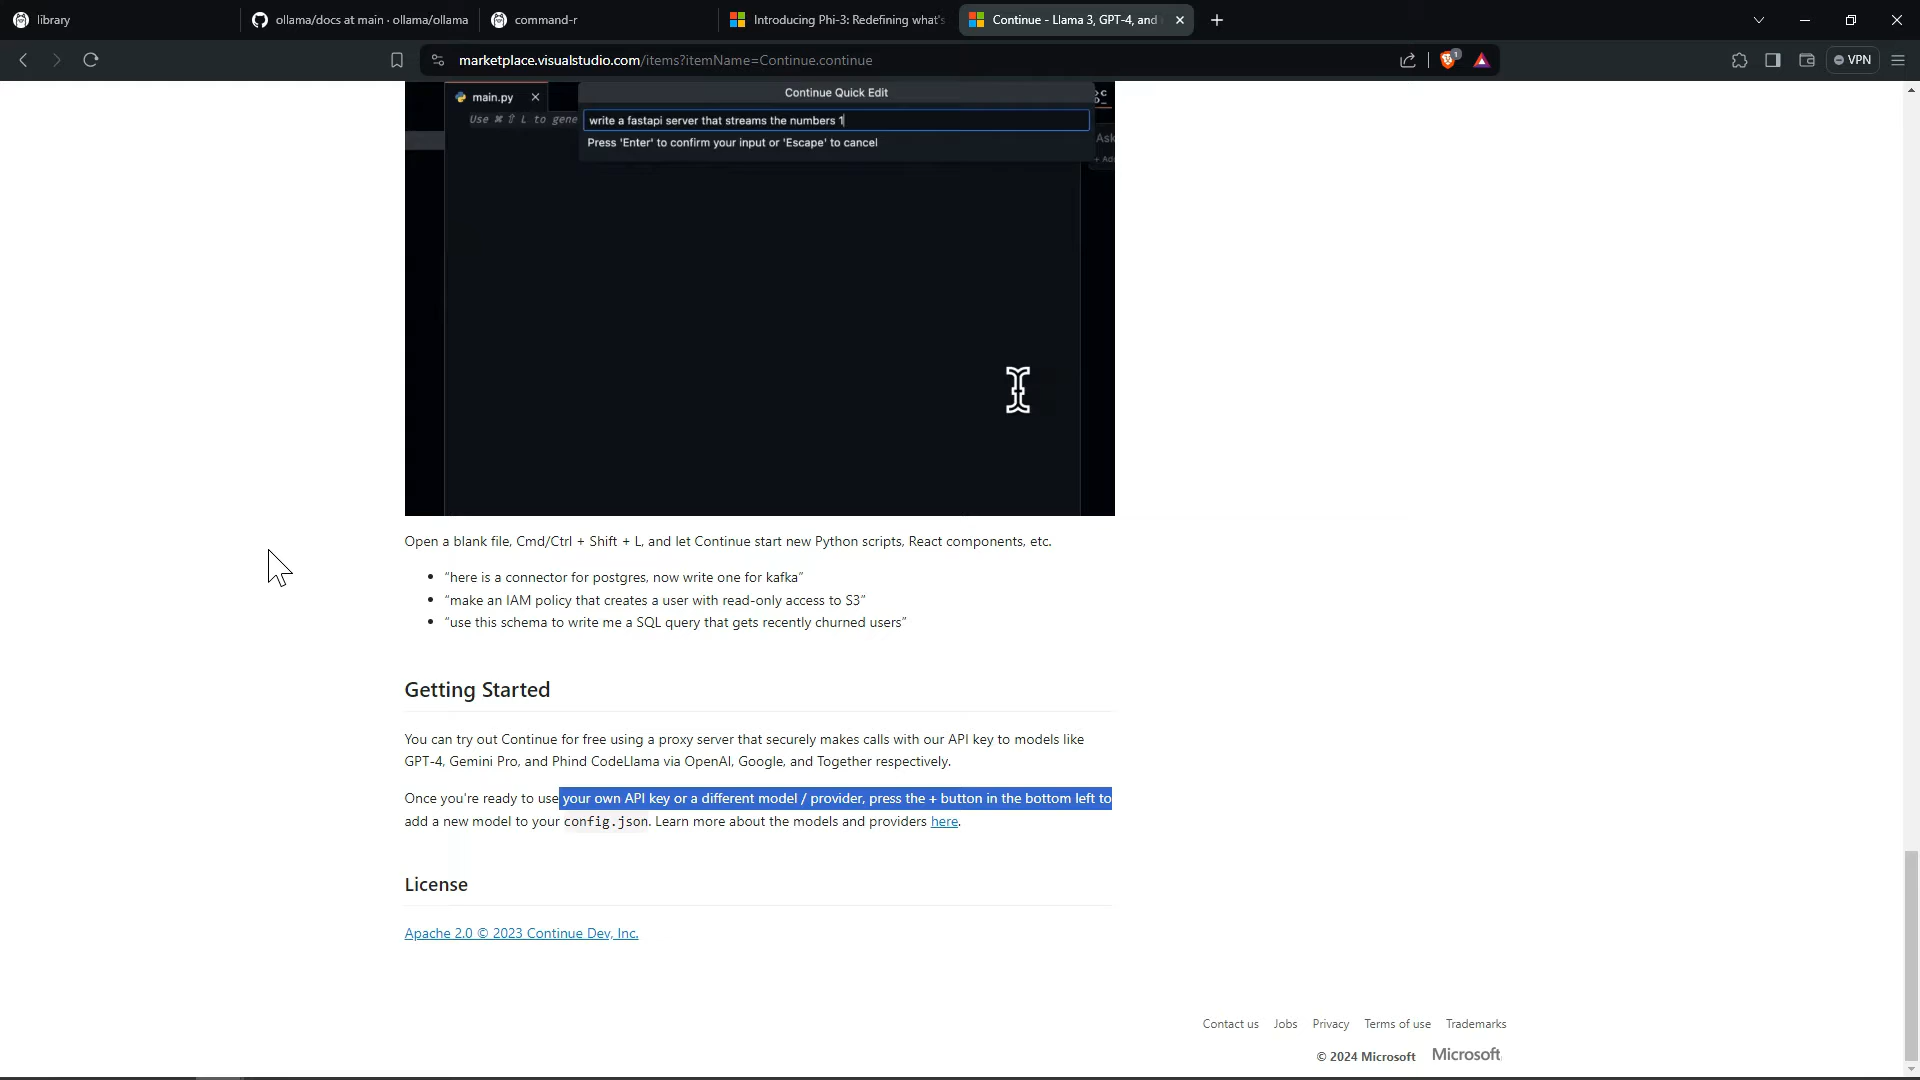 library
ollama/docs at main · ollama/ollama
command-r
Introducing Phi-3: Redefining what's
Continue - Llama 3, GPT-4, and
marketplace.visualstudio.com/items?itemName=Continue.continue
VPN
main.py
Continue Quick Edit
Use ⌘ ⇧ L to gene
write a fastapi server that streams the numbers 1
Press 'Enter' to confirm your input or 'Escape' to cancel
Ask
+ Add
Open a blank file, Cmd/Ctrl + Shift + L, and let Continue start new Python scripts, React components, etc.
• “here is a connector for postgres, now write one for kafka”
• “make an IAM policy that creates a user with read-only access to S3”
• “use this schema to write me a SQL query that gets recently churned users”
Getting Started
You can try out Continue for free using a proxy server that securely makes calls with our API key to models like
GPT-4, Gemini Pro, and Phind CodeLlama via OpenAI, Google, and Together respectively.
Once you're ready to use your own API key or a different model / provider, press the + button in the bottom left to
add a new model to your config.json. Learn more about the models and providers here.
License
Apache 2.0 © 2023 Continue Dev, Inc.
Contact us Jobs Privacy Terms of use Trademarks
© 2024 Microsoft Microsoft